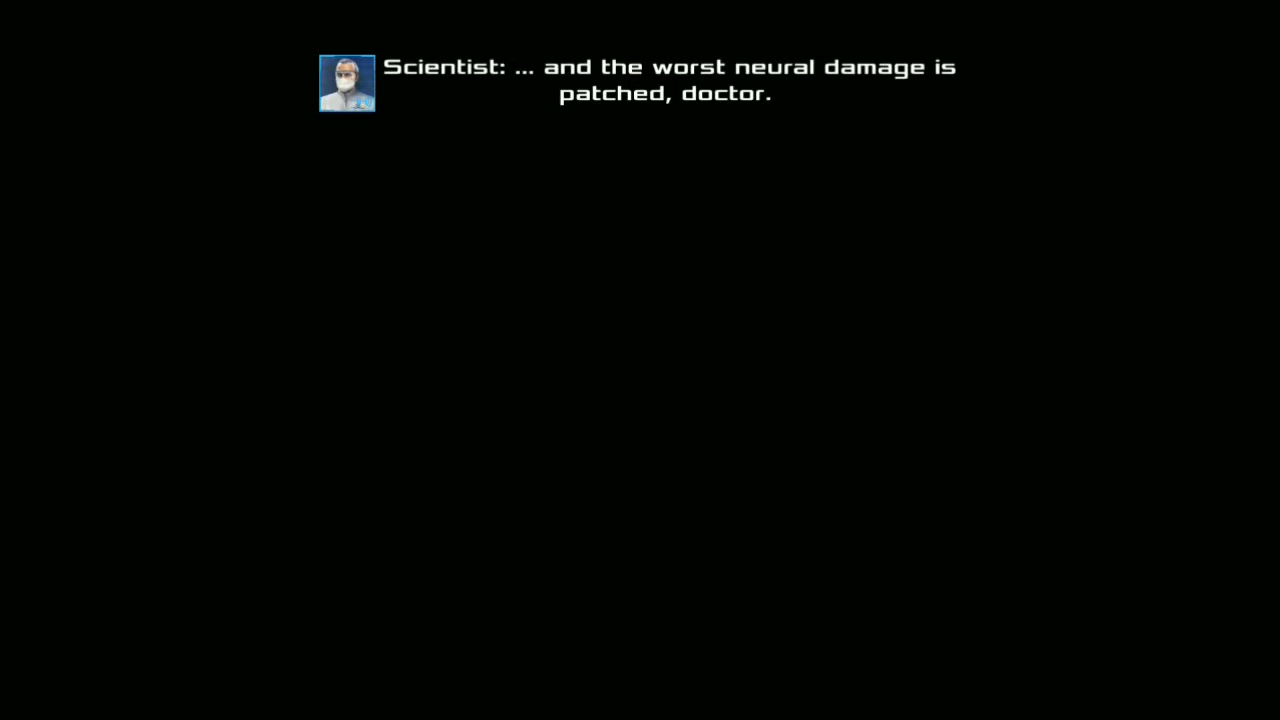 Scientist: ... and the worst neural damage is
patched, doctor.